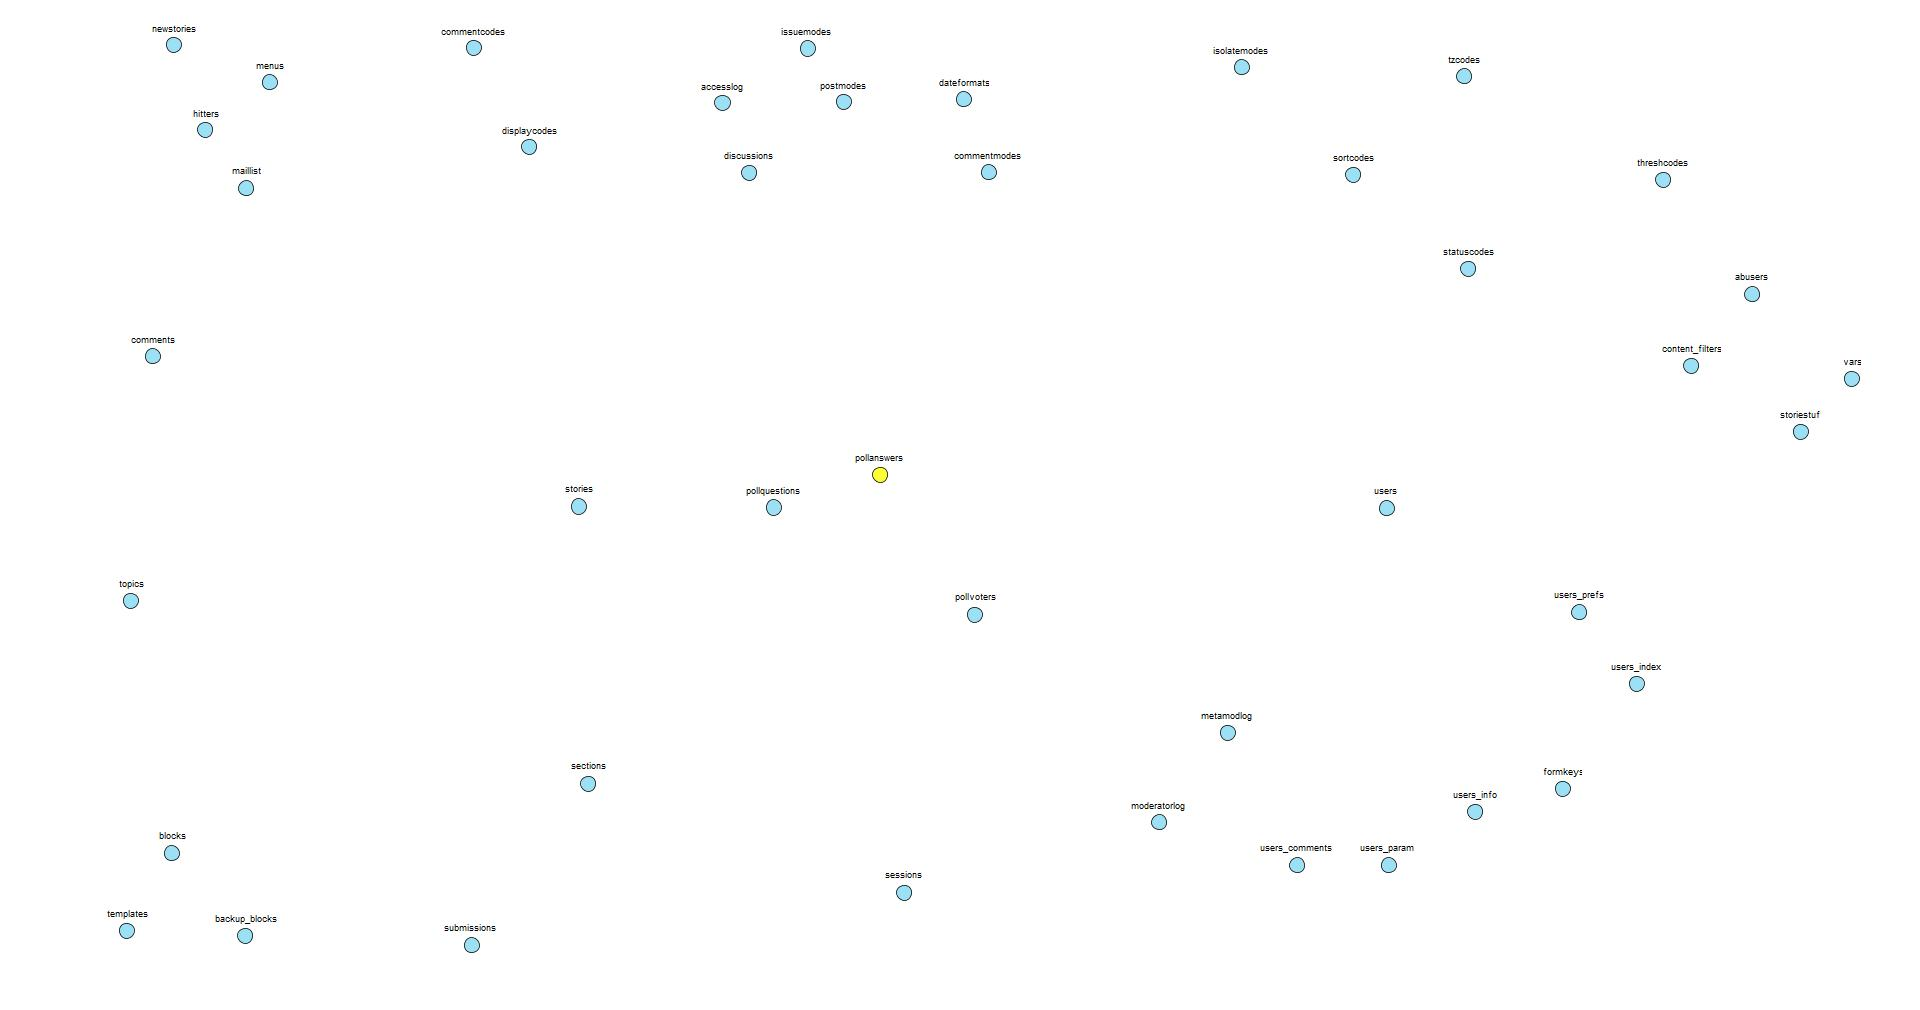 newstories
commentcodes
issuemodes
isolatemodes
tzcodes
menus
accesslog
postmodes
dateformats
hitters
displaycodes
discussions
commentmodes
sortcodes
threshcodes
maillist
statuscodes
abusers
comments
content_filters
vars
storiestuf
pollanswers
stories
pollquestions
users
topics
pollvoters
users_prefs
users_index
metamodlog
sections
formkeys
users_info
moderatorlog
blocks
users_comments
users_param
sessions
templates
backup_blocks
submissions